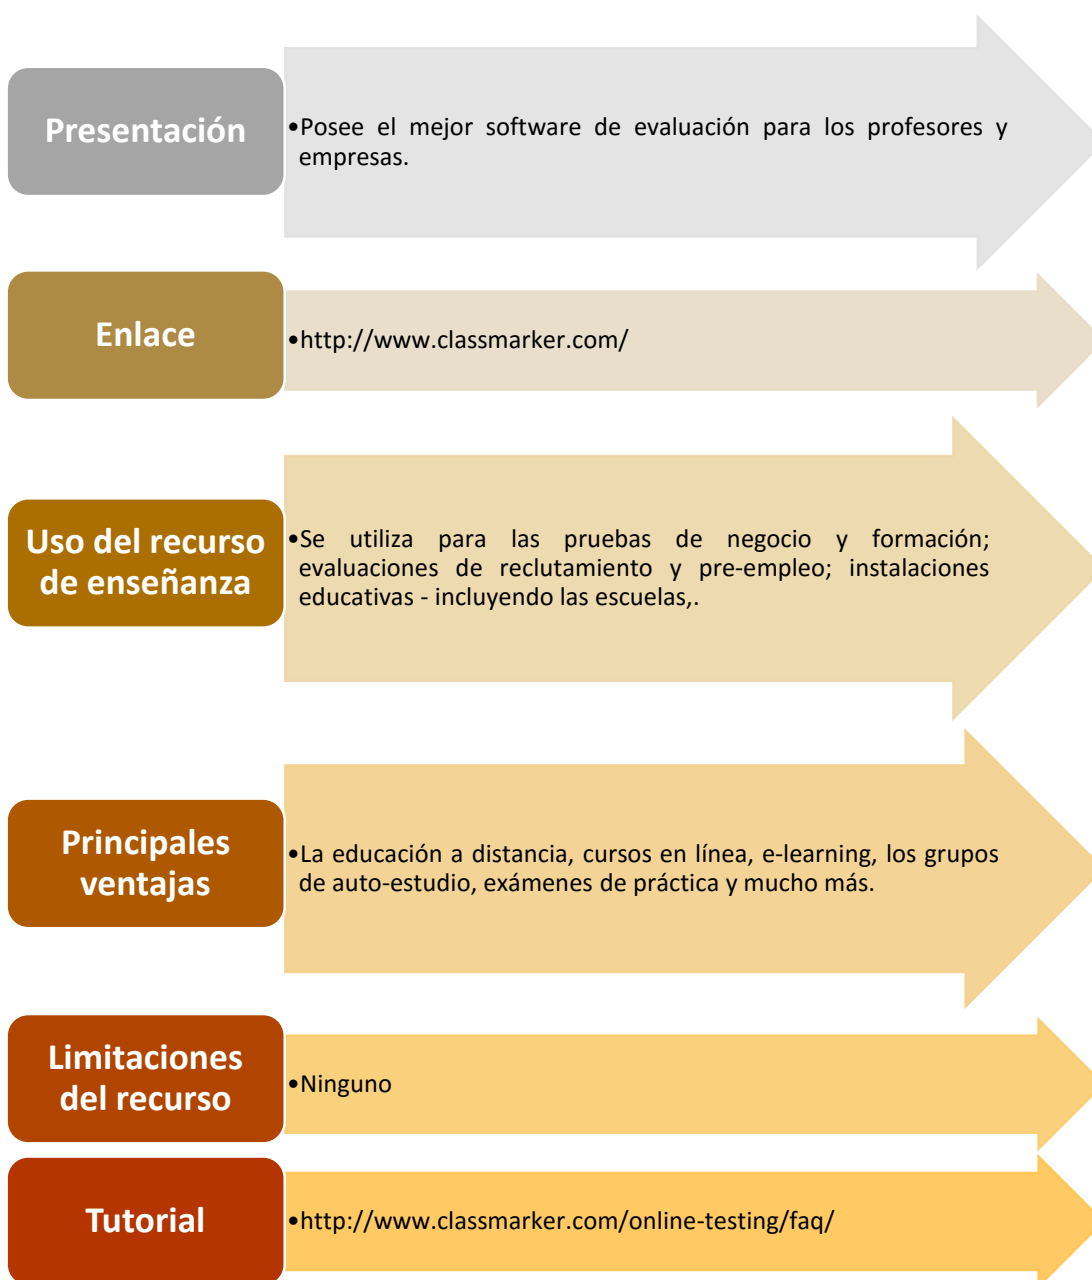 Presentación
•Posee el mejor software de evaluación para los profesores y
empresas.
Enlace
•http://www.classmarker.com/
Uso del recurso
de enseñanza
•Se utiliza para las pruebas de negocio y formación;
evaluaciones de reclutamiento y pre-empleo; instalaciones
educativas - incluyendo las escuelas,.
Principales
ventajas
•La educación a distancia, cursos en línea, e-learning, los grupos
de auto-estudio, exámenes de práctica y mucho más.
Limitaciones
del recurso
•Ninguno
Tutorial
•http://www.classmarker.com/online-testing/faq/